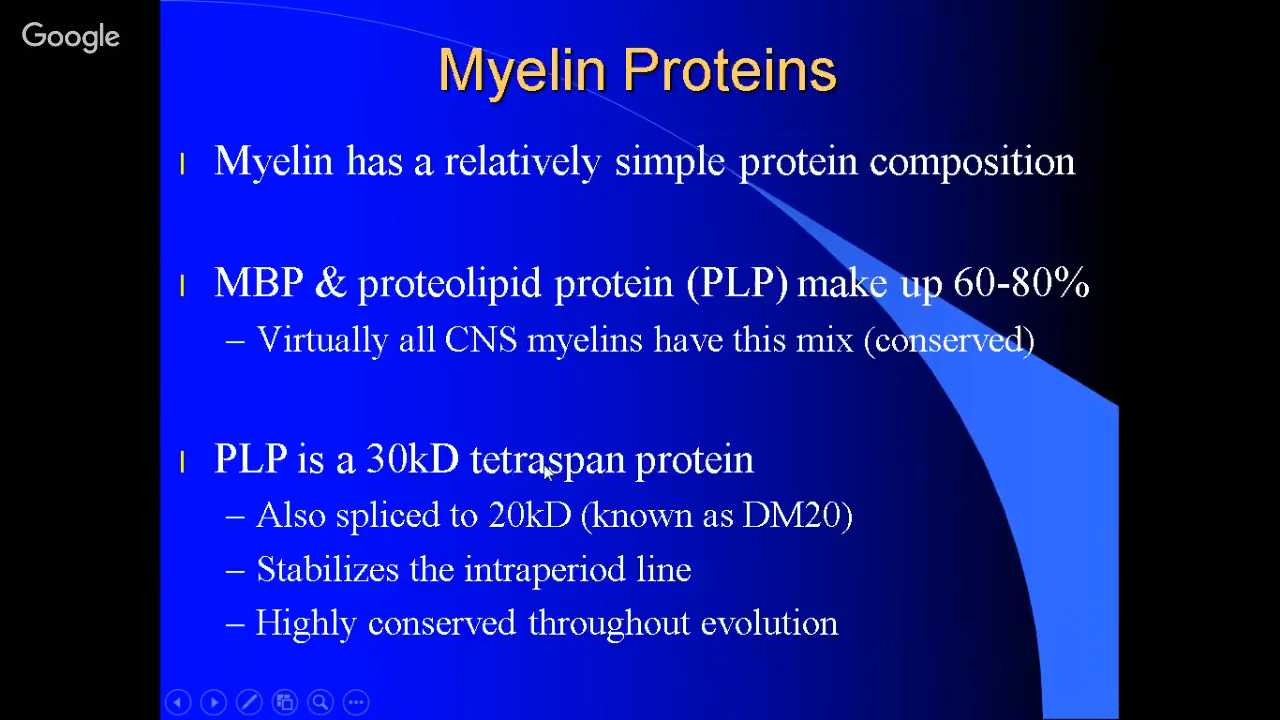 Google
Myelin Proteins
Myelin has a relatively simple protein composition
MBP & proteolipid protein (PLP) make up 60-80%
– Virtually all CNS myelins have this mix (conserved)
PLP is a 30kD tetraspan protein
– Also spliced to 20kD (known as DM20)
– Stabilizes the intraperiod line
– Highly conserved throughout evolution